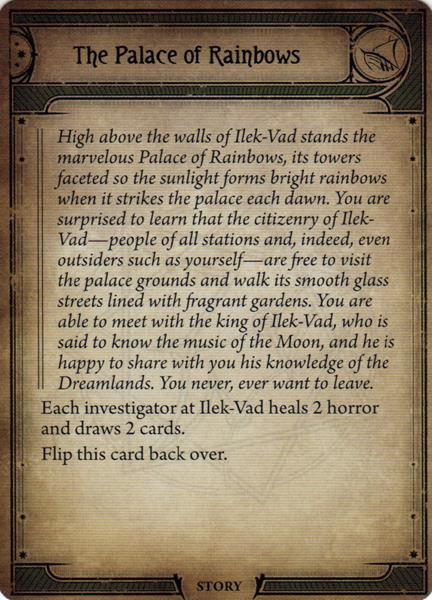 The Palace of Rainbows
High above the walls of Ilek-Vad stands the
marvelous Palace of Rainbows, its towers
faceted so the sunlight forms bright rainbows
when it strikes the palace each dawn. You are
surprised to learn that the citizenry of Ilek-
Vad—people of all stations and, indeed, even
outsiders such as yourself—are free to visit
the palace grounds and walk its smooth glass
streets lined with fragrant gardens. You are
able to meet with the king of Ilek-Vad, who is
said to know the music of the Moon, and he is
happy to share with you his knowledge of the
Dreamlands. You never, ever want to leave.
Each investigator at Ilek-Vad heals 2 horror
and draws 2 cards.
Flip this card back over.
STORY